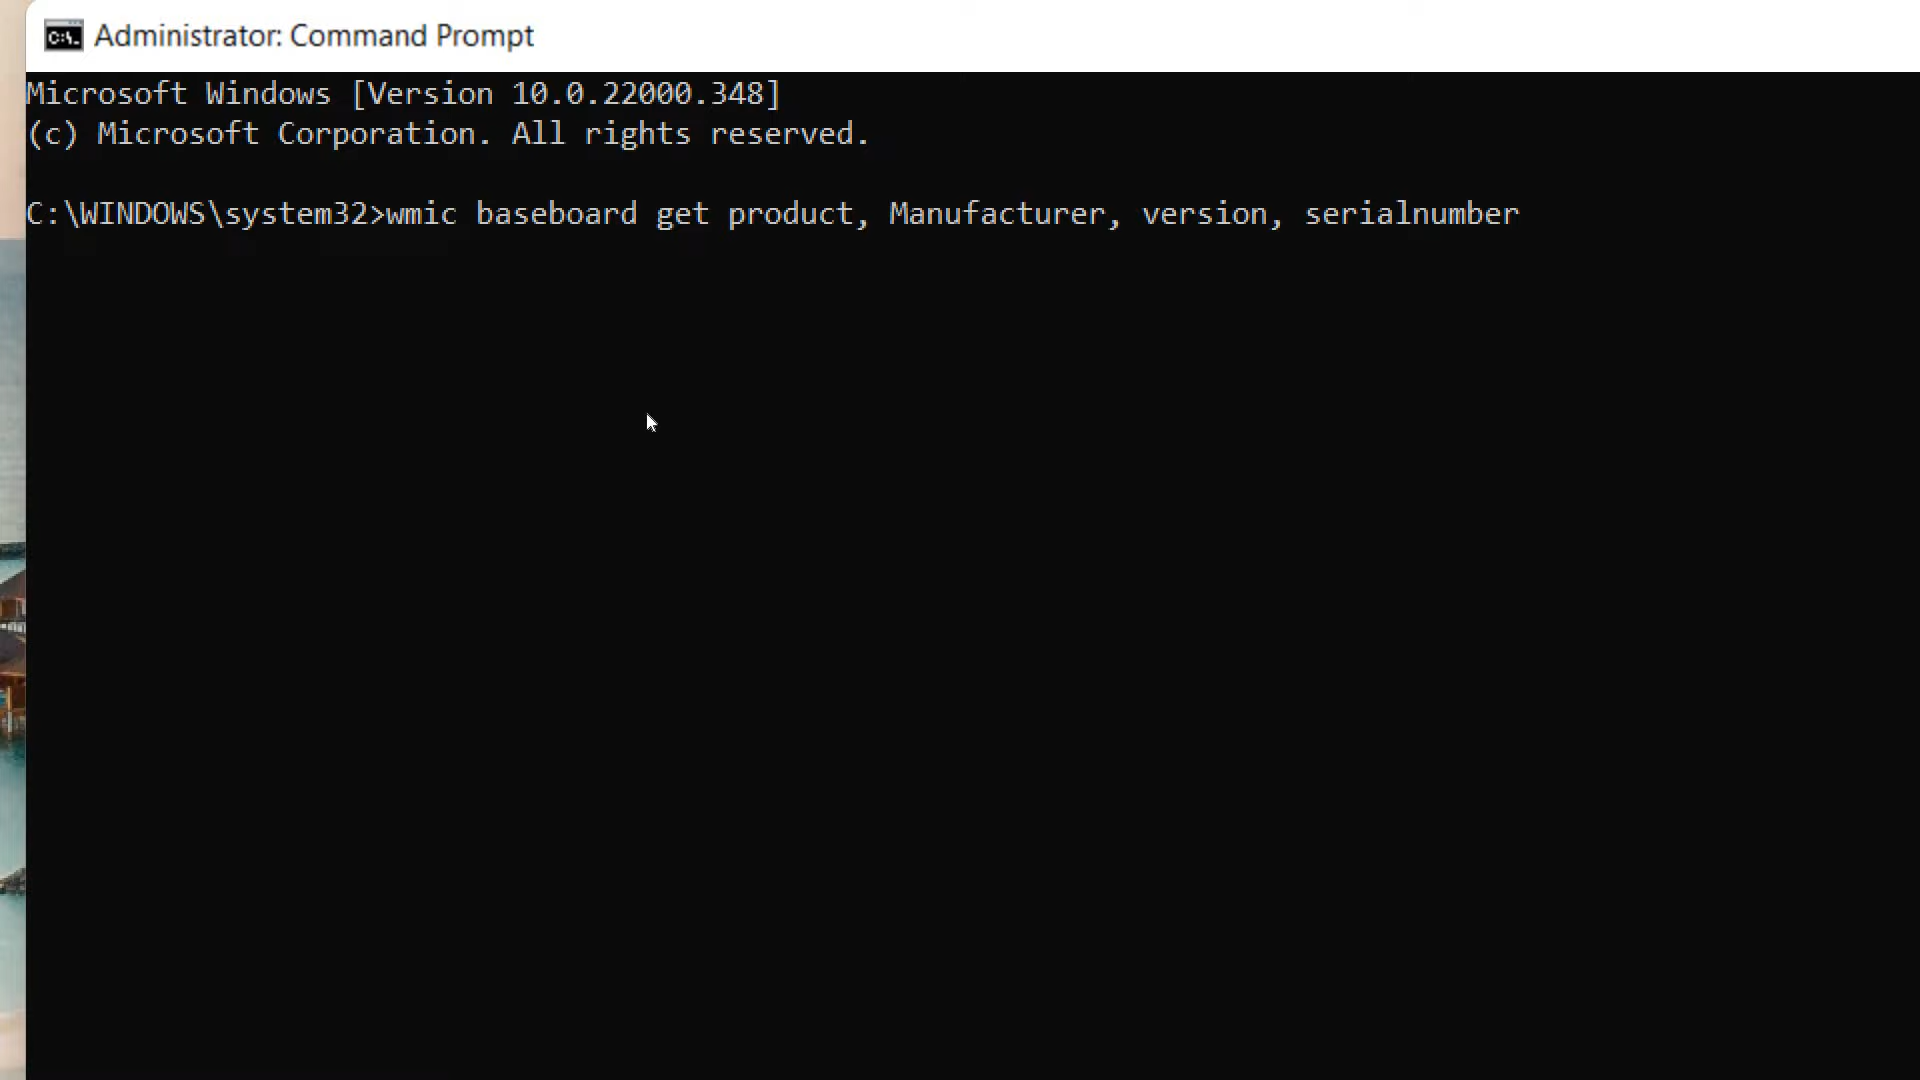 C:\.
Administrator: Command Prompt
Microsoft Windows [Version 10.0.22000.348]
(c) Microsoft Corporation. All rights reserved.
C:\WINDOWS\system32>wmic baseboard get product, Manufacturer, version, serialnumber